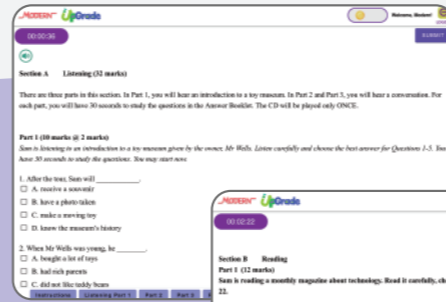 MODERN UpGrade
Welcome, Student!
00:00:36
SUBMIT
Section A Listening (32 marks)
There are three parts in this section. In Part 1, you will hear an introduction to a toy museum. In Part 2 and Part 3, you will hear a conversation. For
each part, you will have 30 seconds to study the questions in the Answer Booklet. The CD will be played only ONCE.
Part 1 (10 marks @ 2 marks)
Sam is listening to an introduction to a toy museum given by the owner, Mr Wells. Listen carefully and choose the best answer for Questions 1-5. You
have 30 seconds to study the questions. You may start now.
1. After the tour, Sam will ________.
A. receive a souvenir
B. have a photo taken
C. make a moving toy
D. know the museum's history
2. When Mr Wells was young, he ________.
A. bought a lot of toys
B. had rich parents
C. did not like teddy bears
Instructions Listening Part 1 Part 2 Part 3
MODERN UpGrade
00:02:22
Section B Reading
Part 1 (12 marks)
Sam is reading a monthly magazine about technology. Read it carefully, ch
22.